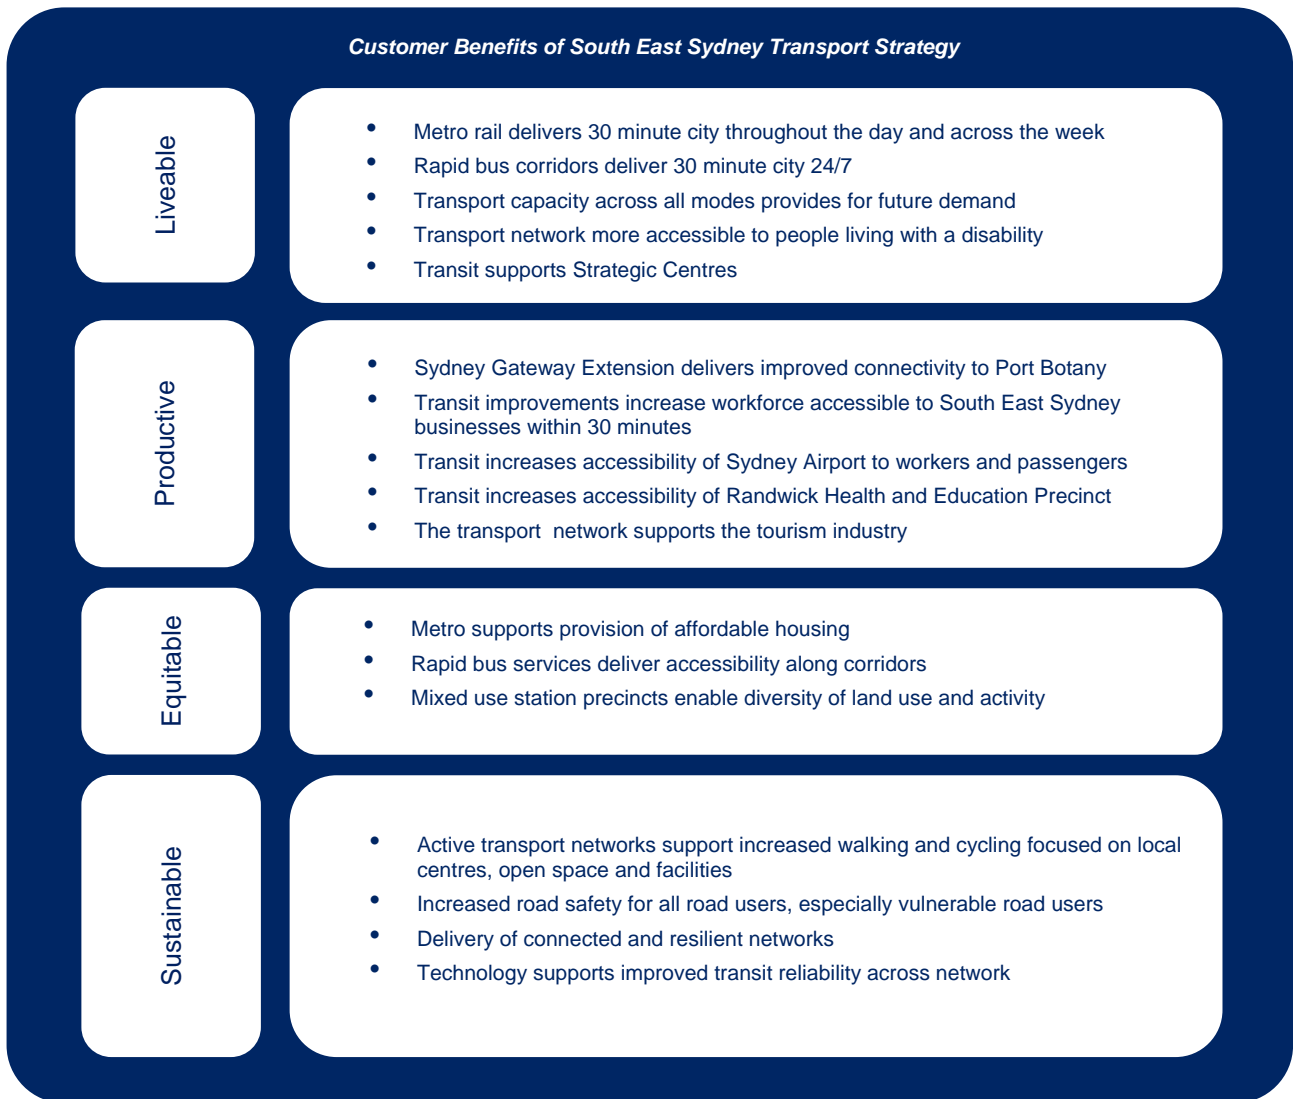 Customer Benefits of South East Sydney Transport Strategy
Liveable
• Metro rail delivers 30 minute city throughout the day and across the week
• Rapid bus corridors deliver 30 minute city 24/7
• Transport capacity across all modes provides for future demand
• Transport network more accessible to people living with a disability
• Transit supports Strategic Centres
Productive
• Sydney Gateway Extension delivers improved connectivity to Port Botany
• Transit improvements increase workforce accessible to South East Sydney
businesses within 30 minutes
• Transit increases accessibility of Sydney Airport to workers and passengers
• Transit increases accessibility of Randwick Health and Education Precinct
• The transport  network supports the tourism industry
Equitable
• Metro supports provision of affordable housing
• Rapid bus services deliver accessibility along corridors
• Mixed use station precincts enable diversity of land use and activity
Sustainable
• Active transport networks support increased walking and cycling focused on local
centres, open space and facilities
• Increased road safety for all road users, especially vulnerable road users
• Delivery of connected and resilient networks
• Technology supports improved transit reliability across network